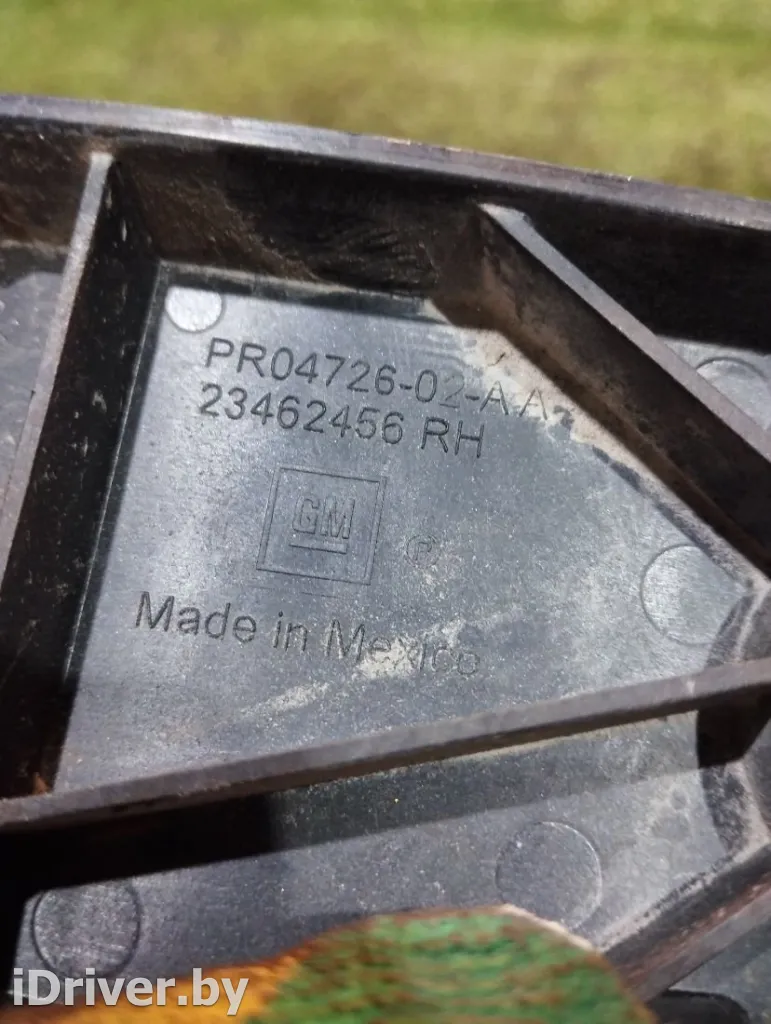 PR04726-02-AA
23462456 RH
GM
®
Made in Mexico
iDriver.by